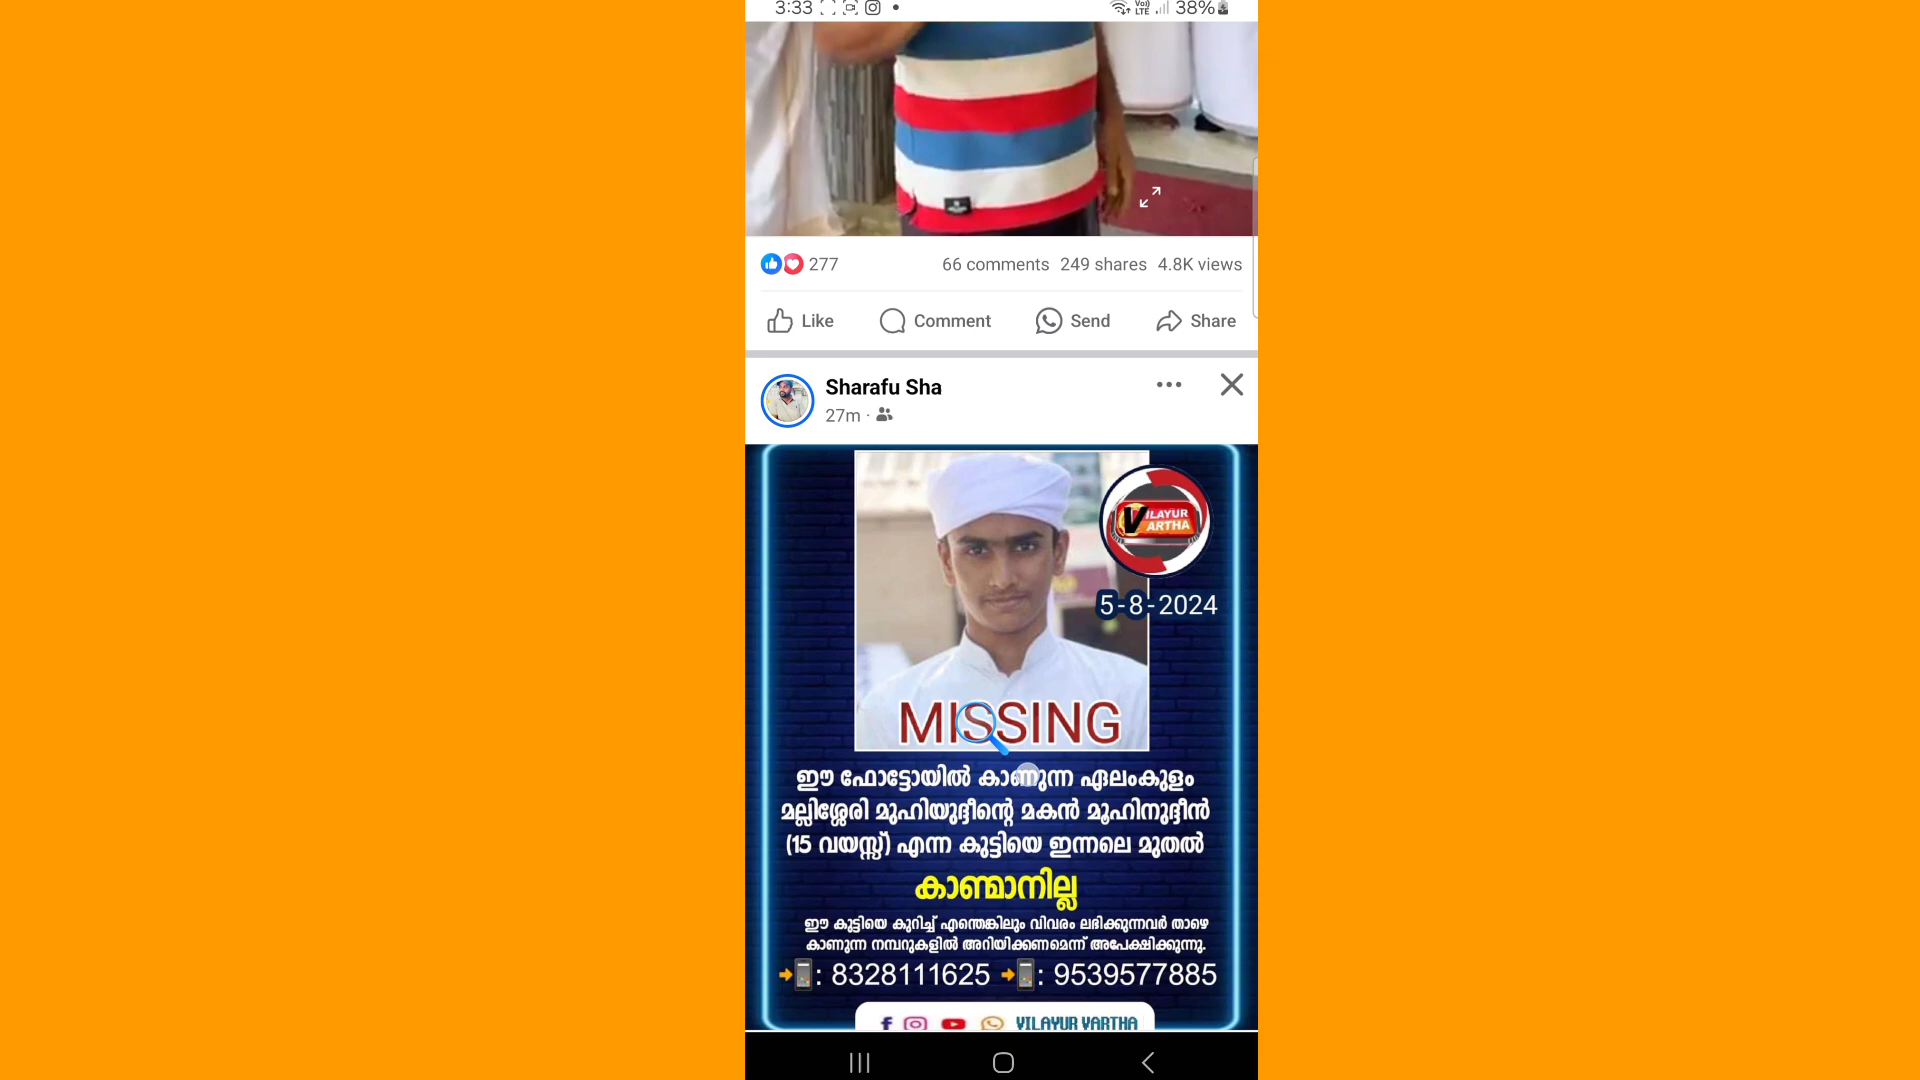 3:33
Vo))
LTE
38%
277
66 comments 249 shares 4.8K views
Like Comment Send Share
Sharafu Sha
27m ·
VILAYUR
VARTHA
5-8-2024
MISSING
ഈ ഫോട്ടോയിൽ കാണുന്ന ഏലംകുളം
മല്ലിശ്ശേരി മുഹിയുദ്ദീന്റെ മകൻ മൂഹിനുദ്ദീൻ
(15 വയസ്സ്) എന്ന കുട്ടിയെ ഇന്നലെ മുതൽ
കാണ്മാനില്ല
ഈ കുട്ടിയെ കുറിച്ച് എന്തെങ്കിലും വിവരം ലഭിക്കുന്നവർ താഴെ
കാണുന്ന നമ്പറുകളിൽ അറിയിക്കണമെന്ന് അപേക്ഷിക്കുന്നു.
: 8328111625 : 9539577885
VILAYUR VARTHA